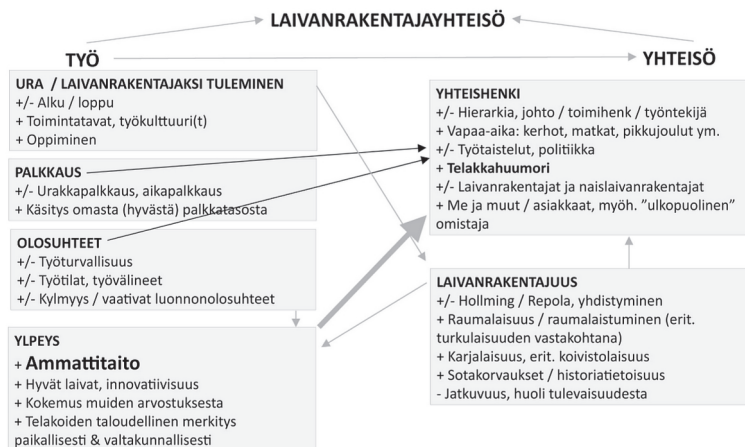 LAIVANRAKENTAJAYHTEISÖ
TYÖ
YHTEISÖ
URA / LAIVANRAKENTAJAKSI TULEMINEN
+/- Alku / loppu
+ Toimintatavat, työkulttuuri(t)
+ Oppiminen
PALKKAUS
+/- Urakkapalkkaus, aikapalkkaus
+ Käsitys omasta (hyvästä) palkkatasosta
OLOSUHTEET
+/- Työturvallisuus
+/- Työtilat, työvälineet
+/- Kylmyys / vaativat luonnonolosuhteet
YLPEYS
+ Ammattitaito
+ Hyvät laivat, innovatiivisuus
+ Kokemus muiden arvostuksesta
+ Telakoiden taloudellinen merkitys
paikallisesti & valtakunnallisesti
YHTEISHENKI
+/- Hierarkia, johto / toimihenk / työntekijä
+ Vapaa-aika: kerhot, matkat, pikkujoulut ym.
+/- Työtaistelut, politiikka
+ Telakkahuumori
+/- Laivanrakentajat ja naislaivanrakentajat
+ Me ja muut / asiakkaat, myöh. "ulkopuolinen"
omistaja
LAIVANRAKENTAJUUS
+/- Hollming / Repola, yhdistyminen
+ Raumalaisuus / raumalaistuminen (erit.
turkulaisuuden vastakohtana)
+ Karjalaisuus, erit. koivistolaisuus
+ Sotakorvaukset / historiatietoisuus
- Jatkuvuus, huoli tulevaisuudesta